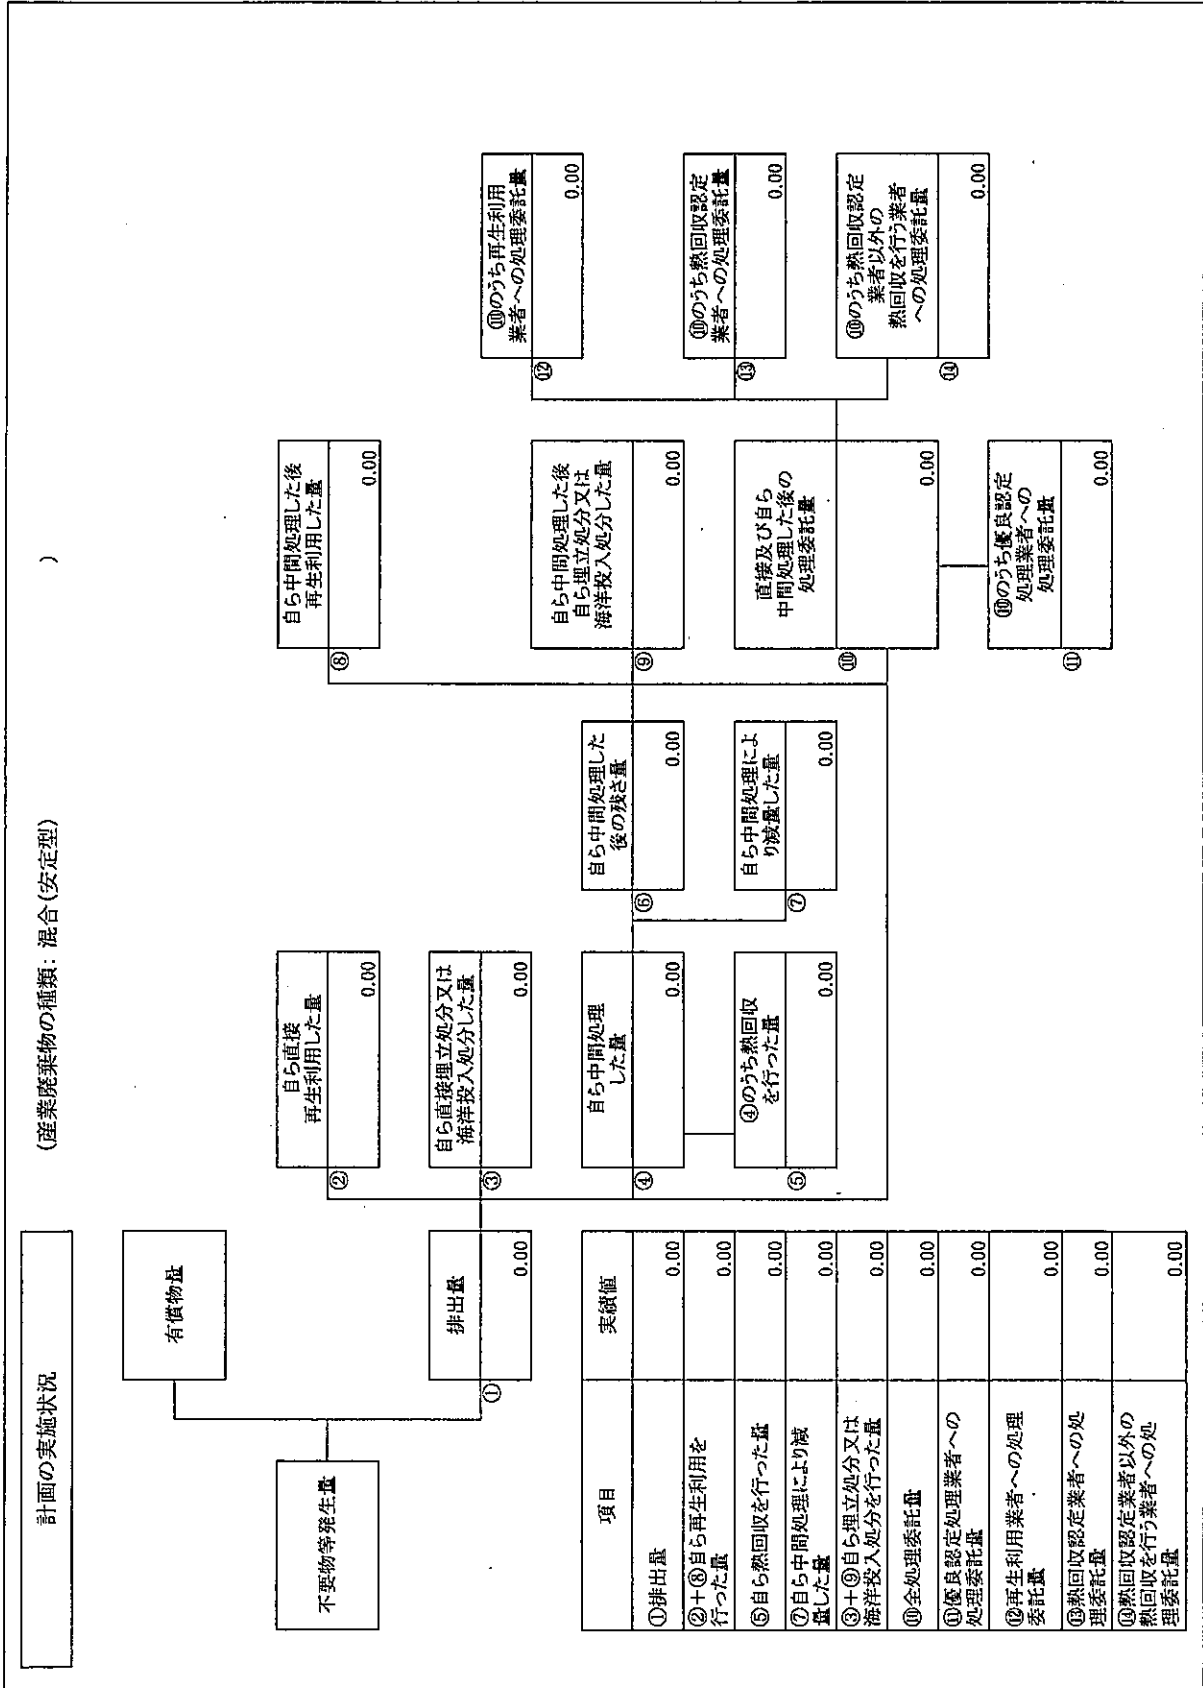 計画の実施状況
(産業廃棄物の種類: 混合(安定型) )
不要物等発生量
有償物量
排出量
① 0.00
自ら直接
再生利用した量
② 0.00
自ら直接埋立処分又は
海洋投入処分した量
③ 0.00
自ら中間処理
した量
④ 0.00
④のうち熱回収
を行った量
⑤ 0.00
自ら中間処理した
後の残さ量
⑥ 0.00
自ら中間処理によ
り減量した量
⑦ 0.00
自ら中間処理した後
再生利用した量
⑧ 0.00
自ら中間処理した後
自ら埋立処分又は
海洋投入処分した量
⑨ 0.00
直接及び自ら
中間処理した後の
処理委託量
⑩ 0.00
⑩のうち優良認定
処理業者への
処理委託量
⑪ 0.00
⑩のうち再生利用
業者への処理委託量
⑫ 0.00
⑩のうち熱回収認定
業者への処理委託量
⑬ 0.00
⑩のうち熱回収認定
業者以外の
熱回収を行う業者
への処理委託量
⑭ 0.00
項目 実績値
①排出量 0.00
②+⑧自ら再生利用を
行った量 0.00
⑤自ら熱回収を行った量 0.00
⑦自ら中間処理により減
量した量 0.00
③+⑨自ら埋立処分又は
海洋投入処分を行った量 0.00
⑩全処理委託量 0.00
⑪優良認定処理業者への
処理委託量 0.00
⑫再生利用業者への処理
委託量 0.00
⑬熱回収認定業者への処
理委託量 0.00
⑭熱回収認定業者以外の
熱回収を行う業者への処
理委託量 0.00